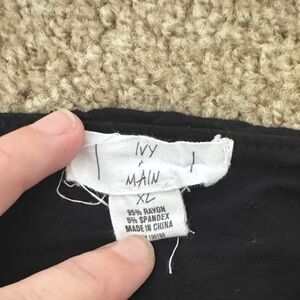 IVY
+
MAIN
XL
95% RAYON
5% SPANDEX
MADE IN CHINA